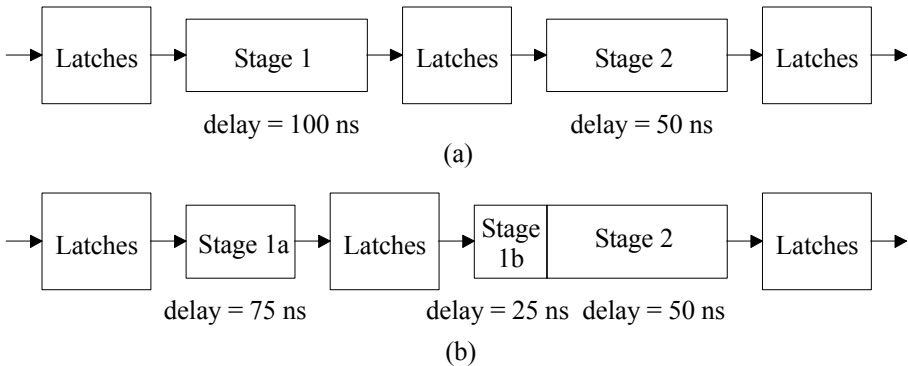 Latches
Stage 1
Latches
Stage 2
Latches
delay = 100 ns
delay = 50 ns
(a)
Latches
Stage 1a
Latches
Stage
1b
Stage 2
Latches
delay = 75 ns
delay = 25 ns
delay = 50 ns
(b)